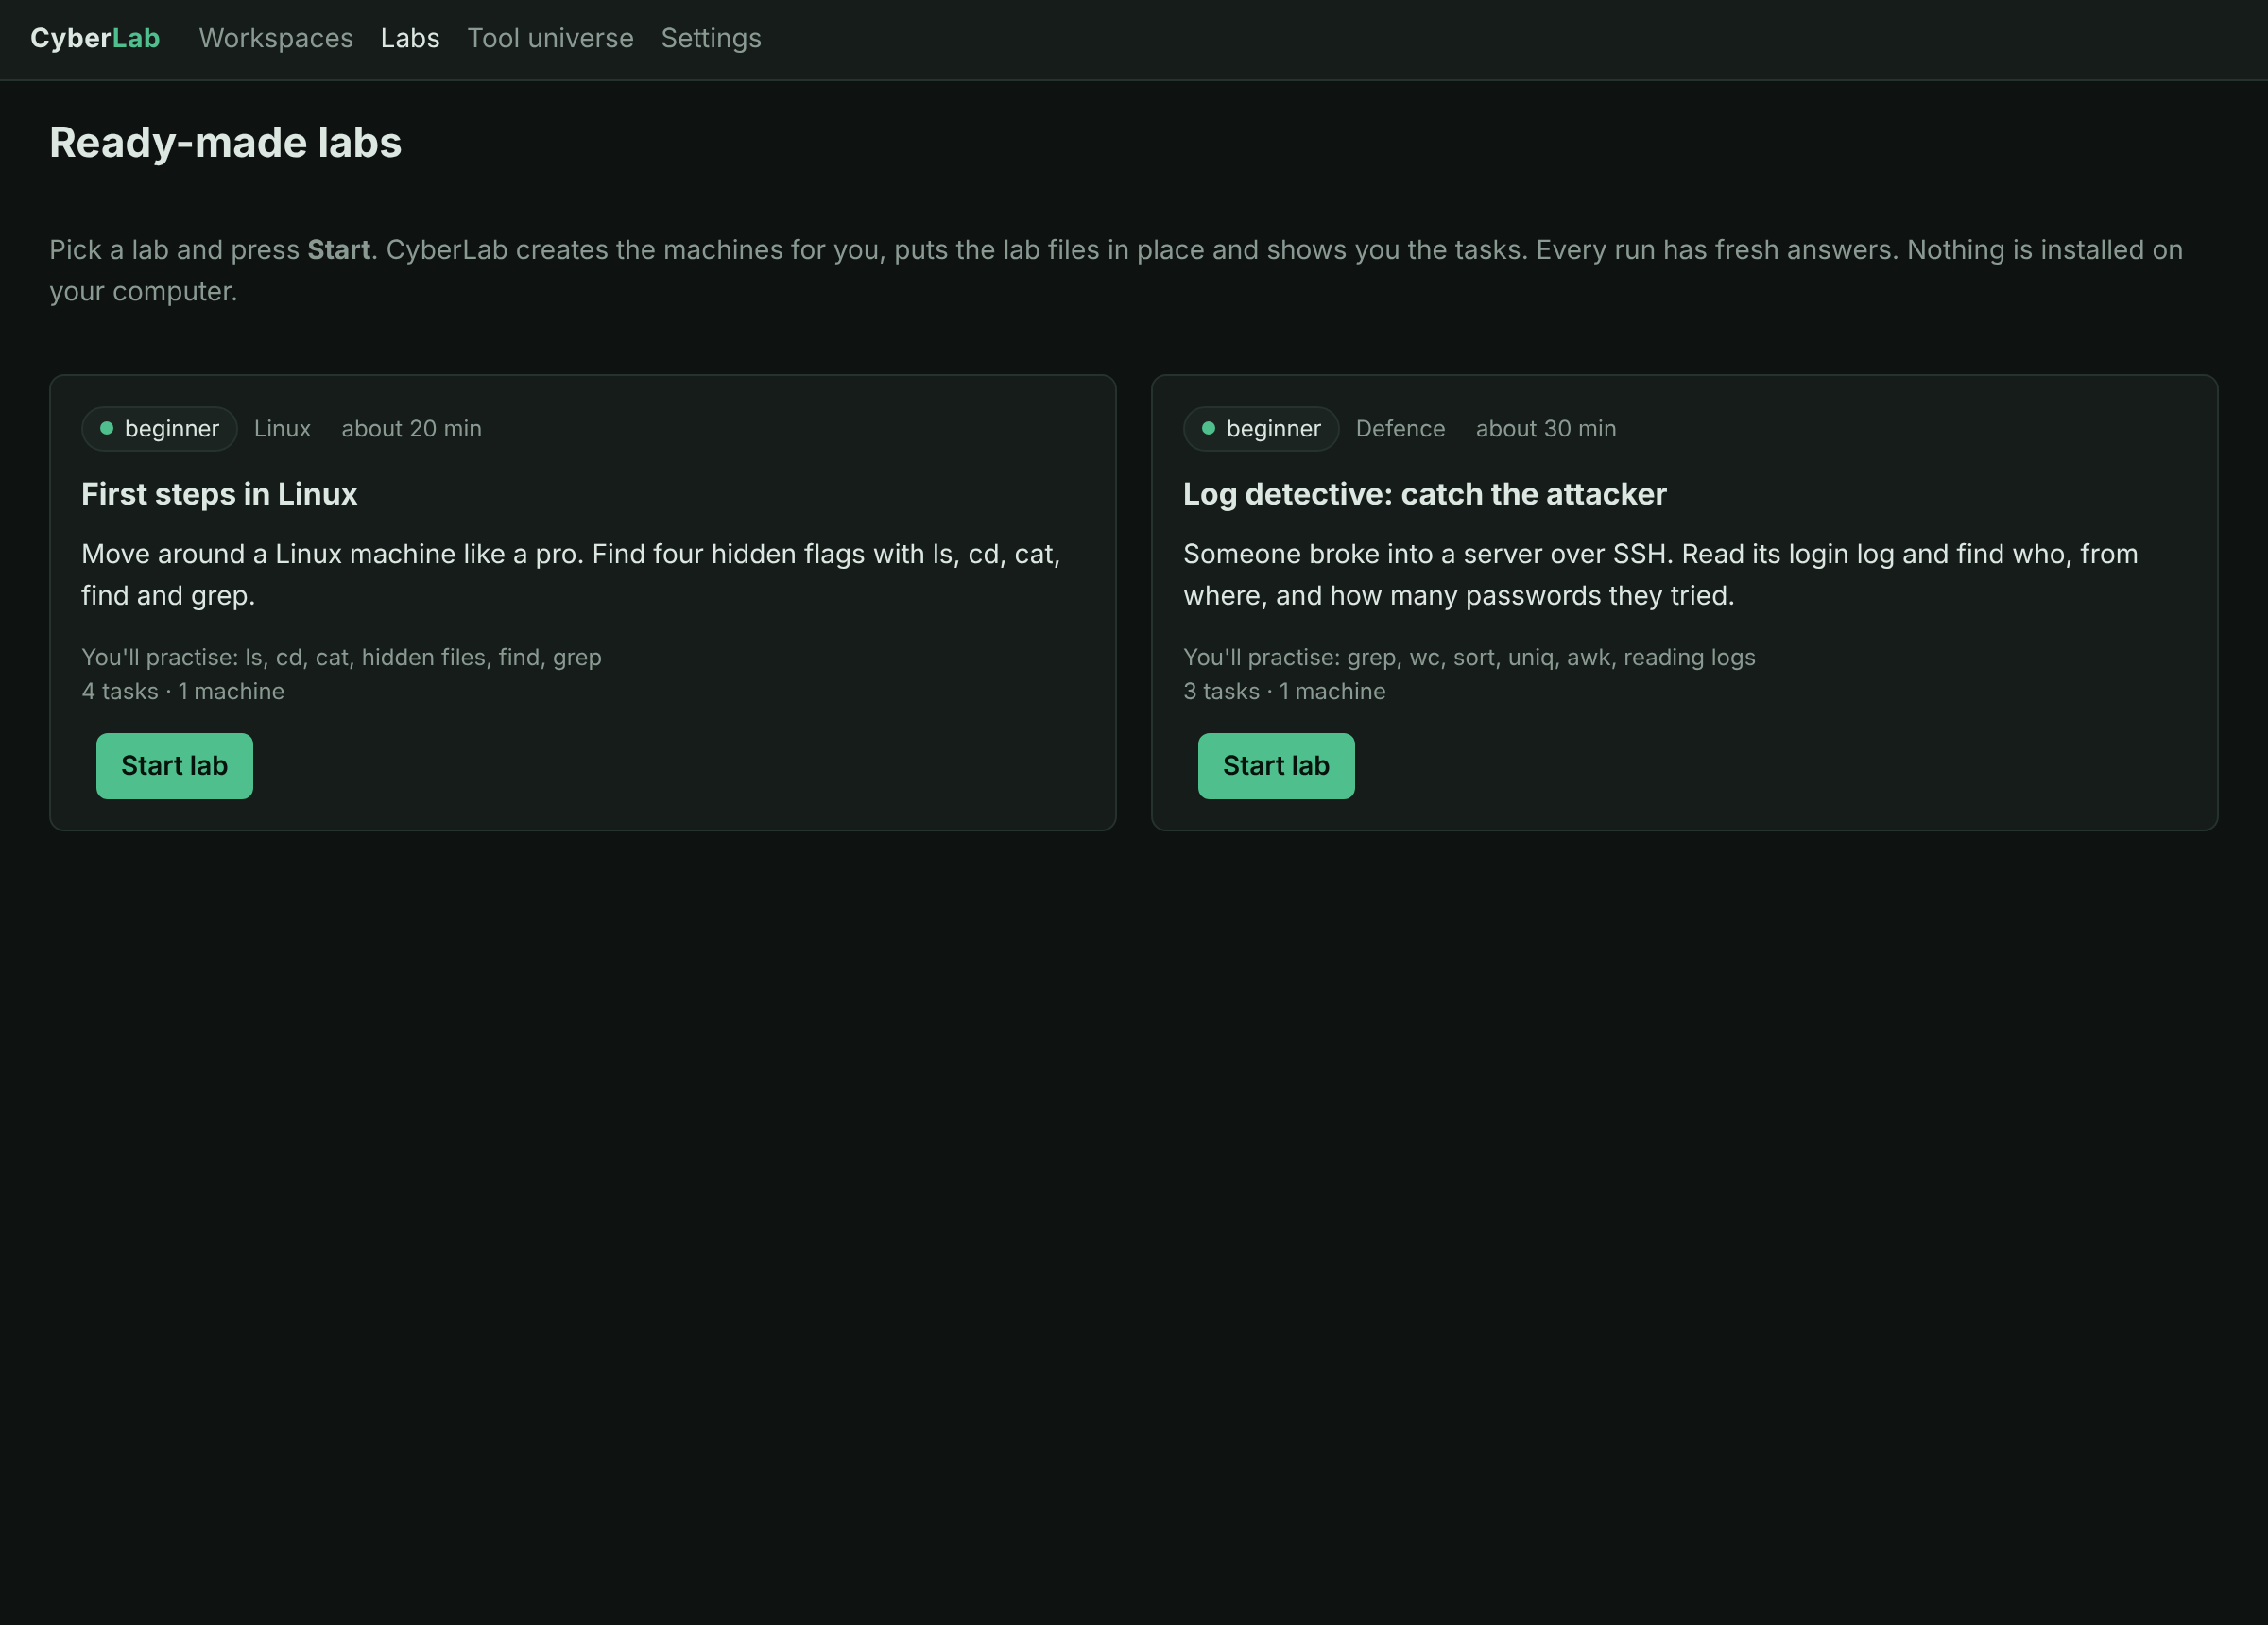 CyberLab Workspaces Labs Tool universe Settings
Ready-made labs
Pick a lab and press Start. CyberLab creates the machines for you, puts the lab files in place and shows you the tasks. Every run has fresh answers. Nothing is installed on
your computer.
beginner Linux about 20 min
First steps in Linux
Move around a Linux machine like a pro. Find four hidden flags with ls, cd, cat,
find and grep.
You'll practise: ls, cd, cat, hidden files, find, grep
4 tasks · 1 machine
Start lab
beginner Defence about 30 min
Log detective: catch the attacker
Someone broke into a server over SSH. Read its login log and find who, from
where, and how many passwords they tried.
You'll practise: grep, wc, sort, uniq, awk, reading logs
3 tasks · 1 machine
Start lab